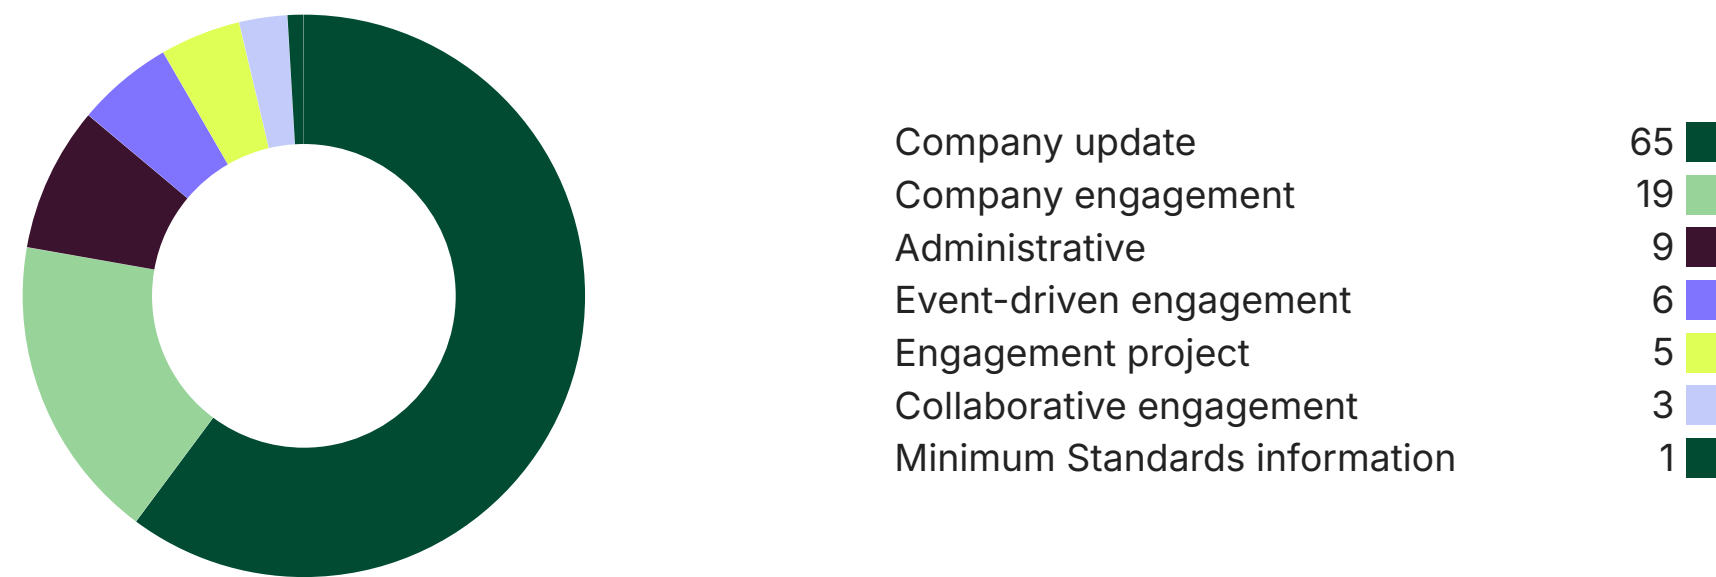 Company update 65
Company engagement 19
Administrative 9
Event-driven engagement 6
Engagement project 5
Collaborative engagement 3
Minimum Standards information 1